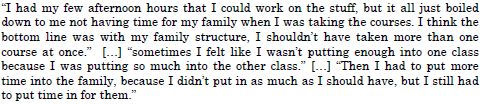 “I had my few afternoon hours that I could work on the stuff, but it all just boiled
down to me not having time for my family when I was taking the courses. I think the
bottom line was with my family structure, I shouldn’t have taken more than one
course at once.” […] “sometimes I felt like I wasn’t putting enough into one class
because I was putting so much into the other class.” […] “Then I had to put more
time into the family, because I didn’t put in as much as I should have, but I still had
to put time in for them.”